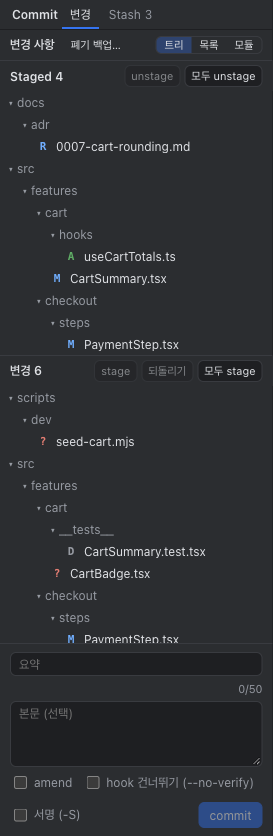 Commit 변경 Stash 3
변경 사항 폐기 백업... 트리 목록 모듈
Staged 4 unstage 모두 unstage
docs
adr
R 0007-cart-rounding.md
src
features
cart
hooks
A useCartTotals.ts
M CartSummary.tsx
checkout
steps
M PaymentStep.tsx
변경 6 stage 되돌리기 모두 stage
scripts
dev
? seed-cart.mjs
src
features
cart
__tests__
D CartSummary.test.tsx
? CartBadge.tsx
checkout
steps
M PaymentStep.tsx
요약
0/50
본문 (선택)
amend hook 건너뛰기 (--no-verify)
서명 (-S) commit